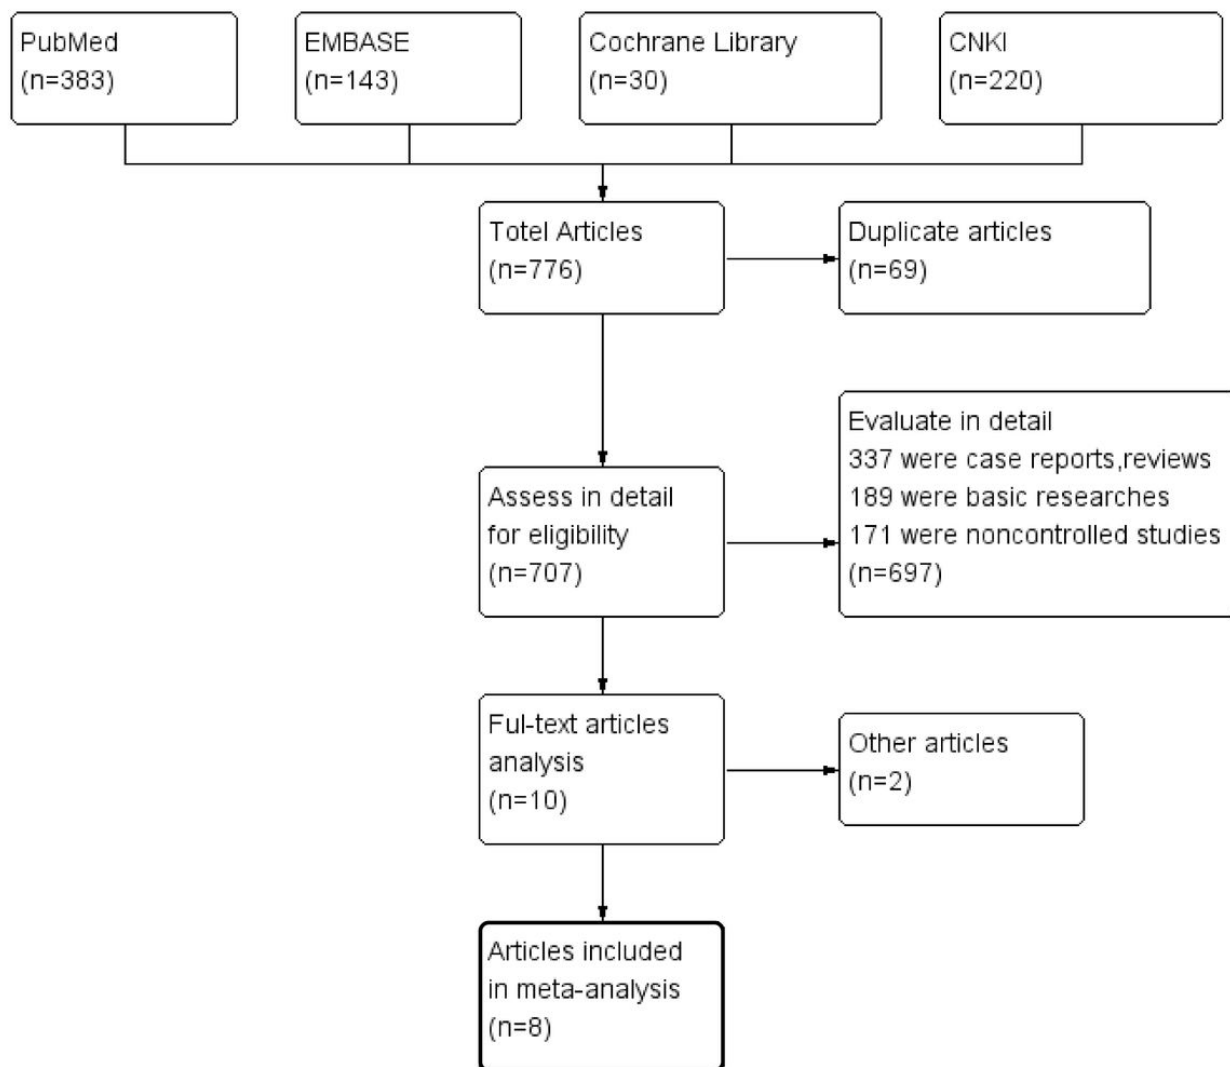 PubMed
(n=383)
EMBASE
(n=143)
Cochrane Library
(n=30)
CNKI
(n=220)
Totel Articles
(n=776)
Duplicate articles
(n=69)
Evaluate in detail
337 were case reports,reviews
189 were basic researches
171 were noncontrolled studies
(n=697)
Assess in detail
for eligibility
(n=707)
Ful-text articles
analysis
(n=10)
Other articles
(n=2)
Articles included
in meta-analysis
(n=8)